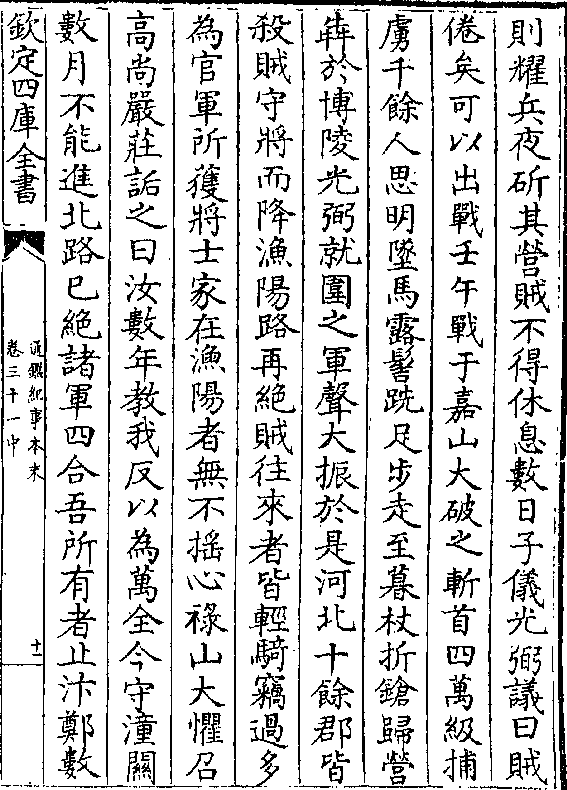 則耀兵夜斫其營賊不得休息數日子儀光弼議曰賊
倦矣可以出戰壬午戰于嘉山大破之斬首四萬級捕
虜千餘人思明墜馬露髻跣足步走至暮杖折鎗歸營
犇於博陵光弼就圍之軍聲大振於是河北十餘郡皆
殺賊守將而降漁陽路再絶賊往來者皆輕騎竊過多
為官軍所獲將士家在漁陽者無不揺心祿山大懼召
高尚嚴莊詬之曰汝數年教我反以為萬全今守潼關
數月不能進北路已絶諸軍四合吾所有者止汴鄭數
欽定四庫全書
通鑑紀事本末
卷三十一中
十一